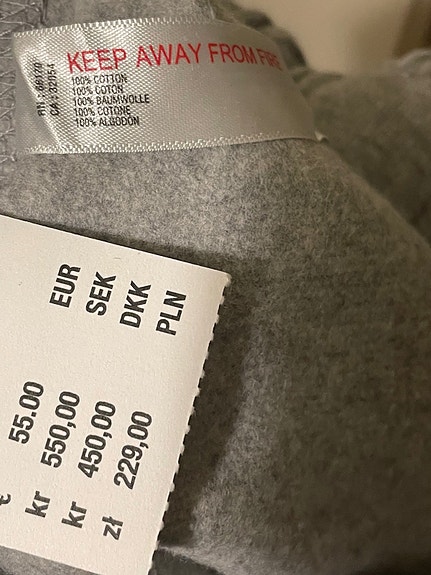 KEEP AWAY FROM FIRE
100% COTTON
100% COTON
100% BAUMWOLLE
100% COTONE
100% ALGODON
55.00 EUR
kr 550,00 SEK
kr 450,00 DKK
zł 229,00 PLN